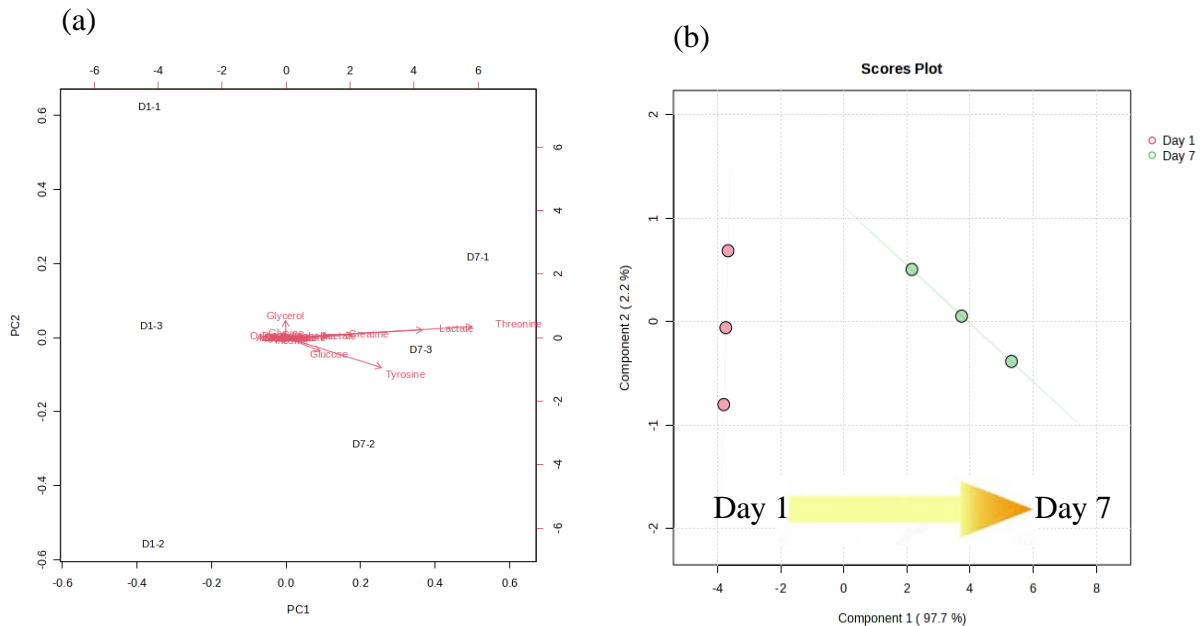 (a)
-6 -4 -2 0 2 4 6
0.6
0.4
0.2
0.0
-0.2
-0.4
-0.6
PC2
D1-1
D7-1
D1-3
D7-3
D7-2
D1-2
Glycerol
Threonine
Lactate
Creatine
Glucose
Tyrosine
6
4
2
0
-2
-4
-6
-0.6 -0.4 -0.2 0.0 0.2 0.4 0.6
PC1
(b)
Scores Plot
Day 1
Day 7
2
1
0
-1
-2
Component 2 ( 2.2 %)
Day 1 Day 7
-4 -2 0 2 4 6 8
Component 1 ( 97.7 %)